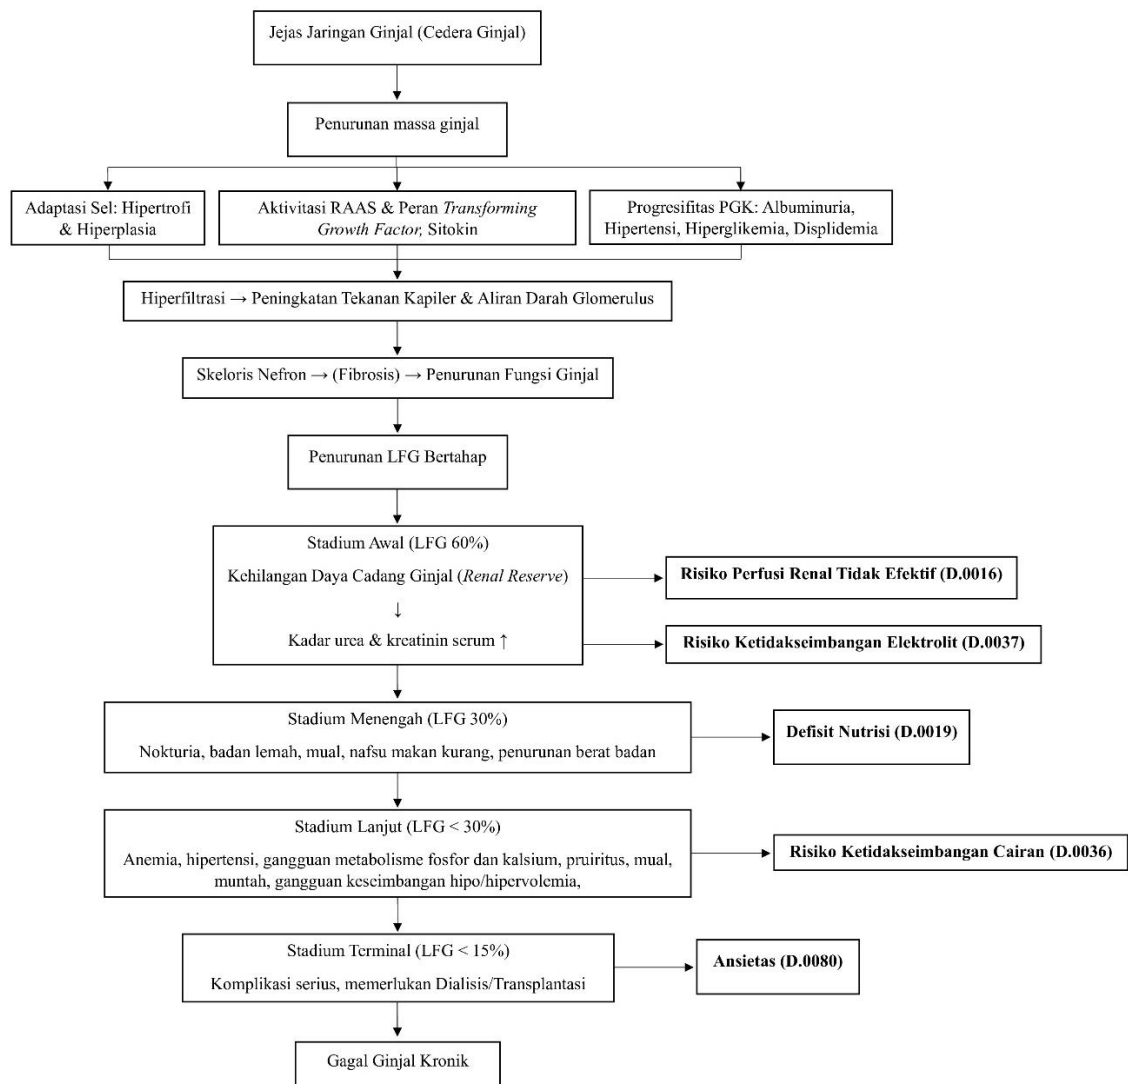 Jejas Jaringan Ginjal (Cedera Ginjal)
Penurunan massa ginjal
Adaptasi Sel: Hipertrofi
& Hiperplasia
Aktivitasi RAAS & Peran Transforming
Growth Factor, Sitokin
Progresifitas PGK: Albuminuria,
Hipertensi, Hiperglikemia, Displidemia
Hiperfiltrasi → Peningkatan Tekanan Kapiler & Aliran Darah Glomerulus
Skeloris Nefron → (Fibrosis) → Penurunan Fungsi Ginjal
Penurunan LFG Bertahap
Stadium Awal (LFG 60%)
Kehilangan Daya Cadang Ginjal (Renal Reserve)
↓
Kadar urea & kreatinin serum ↑
Risiko Perfusi Renal Tidak Efektif (D.0016)
Risiko Ketidakseimbangan Elektrolit (D.0037)
Stadium Menengah (LFG 30%)
Nokturia, badan lemah, mual, nafsu makan kurang, penurunan berat badan
Defisit Nutrisi (D.0019)
Stadium Lanjut (LFG < 30%)
Anemia, hipertensi, gangguan metabolisme fosfor dan kalsium, pruiritus, mual,
muntah, gangguan keseimbangan hipo/hipervolemia,
Risiko Ketidakseimbangan Cairan (D.0036)
Stadium Terminal (LFG < 15%)
Komplikasi serius, memerlukan Dialisis/Transplantasi
Ansietas (D.0080)
Gagal Ginjal Kronik